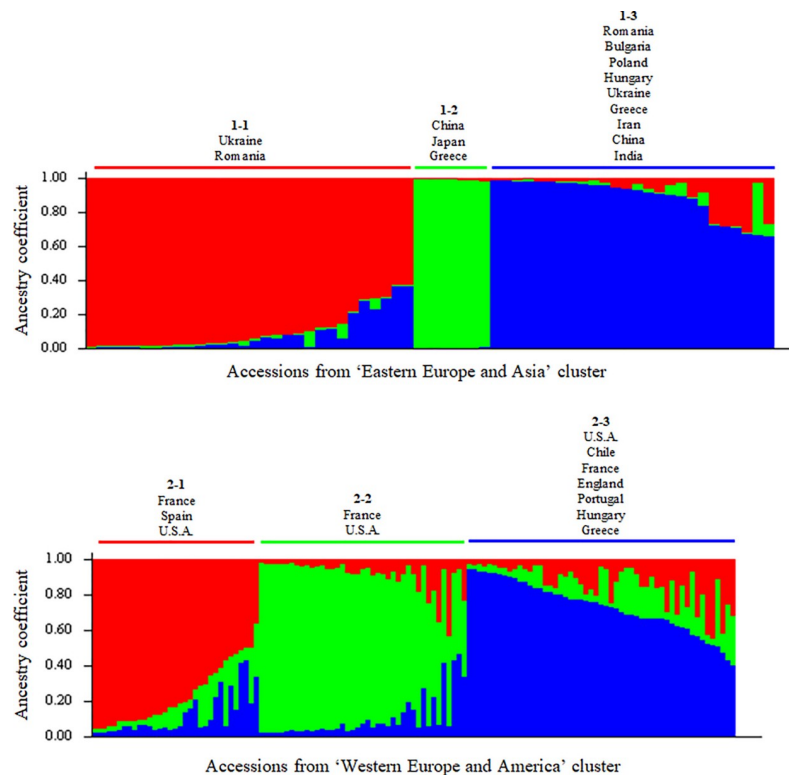 1-1
Ukraine
Romania
1-2
China
Japan
Greece
1-3
Romania
Bulgaria
Poland
Hungary
Ukraine
Greece
Iran
China
India
Ancestry coefficient
1.00
0.80
0.60
0.40
0.20
0.00
Accessions from ‘Eastern Europe and Asia’ cluster
2-1
France
Spain
U.S.A.
2-2
France
U.S.A.
2-3
U.S.A.
Chile
France
England
Portugal
Hungary
Greece
Ancestry coefficient
1.00
0.80
0.60
0.40
0.20
0.00
Accessions from ‘Western Europe and America’ cluster